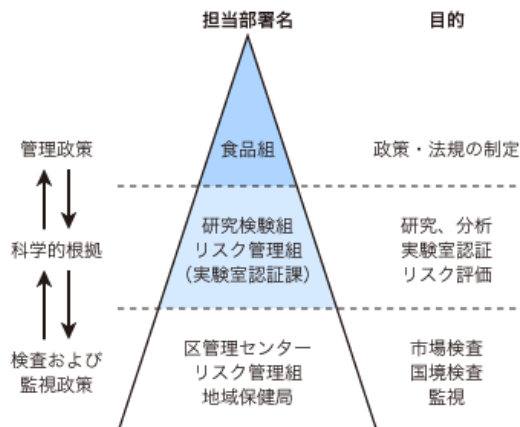 担当部署名
目的
管理政策
食品組
政策・法規の制定
科学的根拠
研究検験組
リスク管理組
（実験室認証課）
研究、分析
実験室認証
リスク評価
検査および
監視政策
区管理センター
リスク管理組
地域保健局
市場検査
国境検査
監視